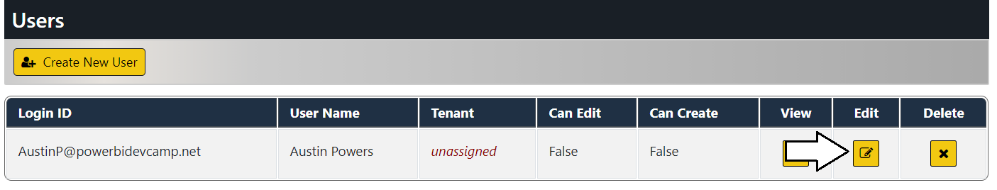 Users
Create New User
Login ID User Name Tenant Can Edit Can Create View Edit Delete
AustinP@powerbidevcamp.net Austin Powers unassigned False False